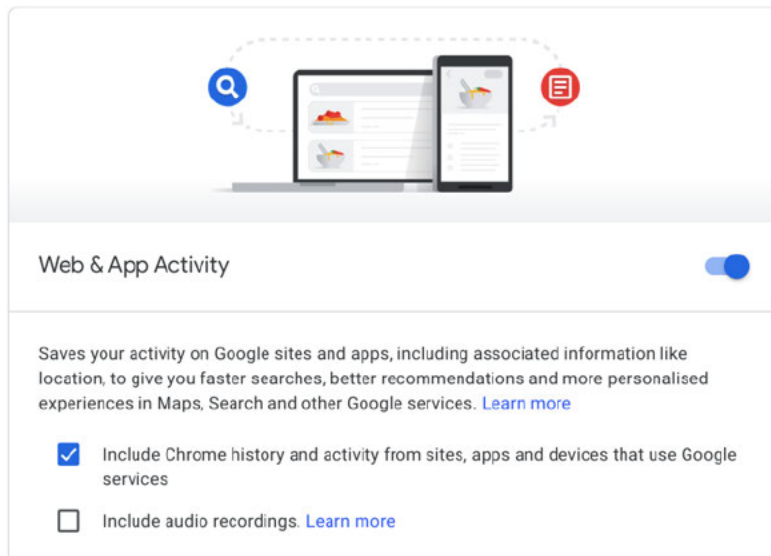 Web & App Activity
Saves your activity on Google sites and apps, including associated information like
location, to give you faster searches, better recommendations and more personalised
experiences in Maps, Search and other Google services. Learn more
Include Chrome history and activity from sites, apps and devices that use Google
services
Include audio recordings. Learn more